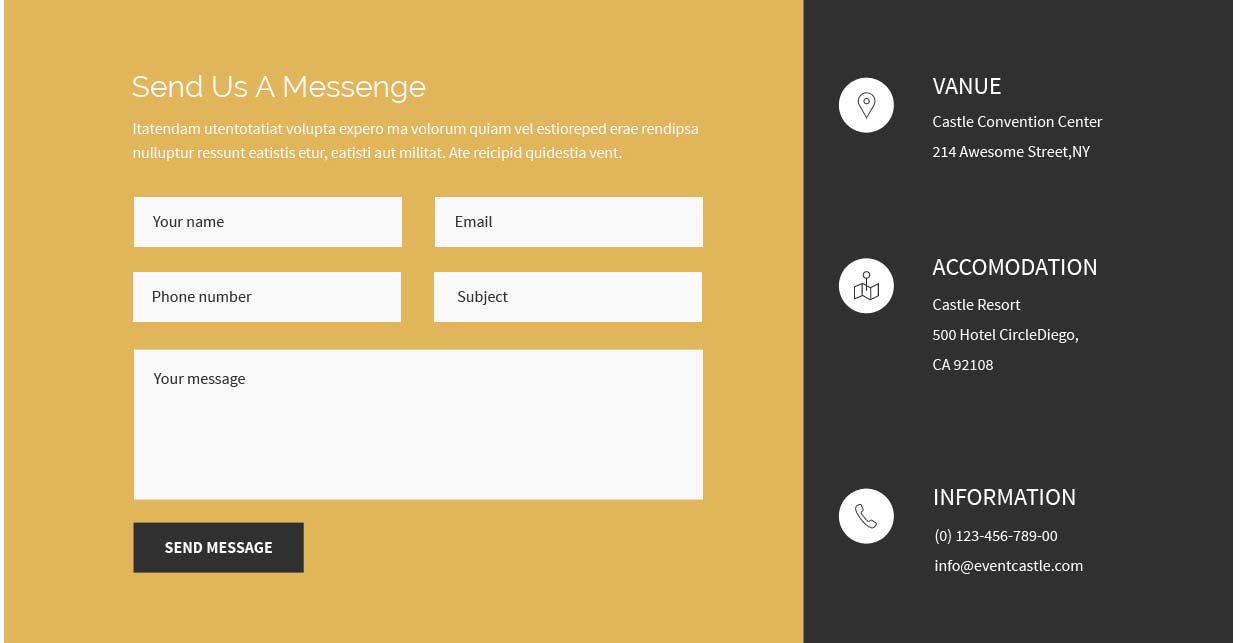 Send Us A Messenge
Itatendam utentotatiat volupta expero ma volorum quiam vel estioreped erae rendipsa
nulluptur ressunt eatistis etur, eatisti aut militat. Ate reicipid quidestia vent.
Your name
Email
Phone number
Subject
Your message
SEND MESSAGE
VANUE
Castle Convention Center
214 Awesome Street,NY
ACCOMODATION
Castle Resort
500 Hotel CircleDiego,
CA 92108
INFORMATION
(0) 123-456-789-00
info@eventcastle.com